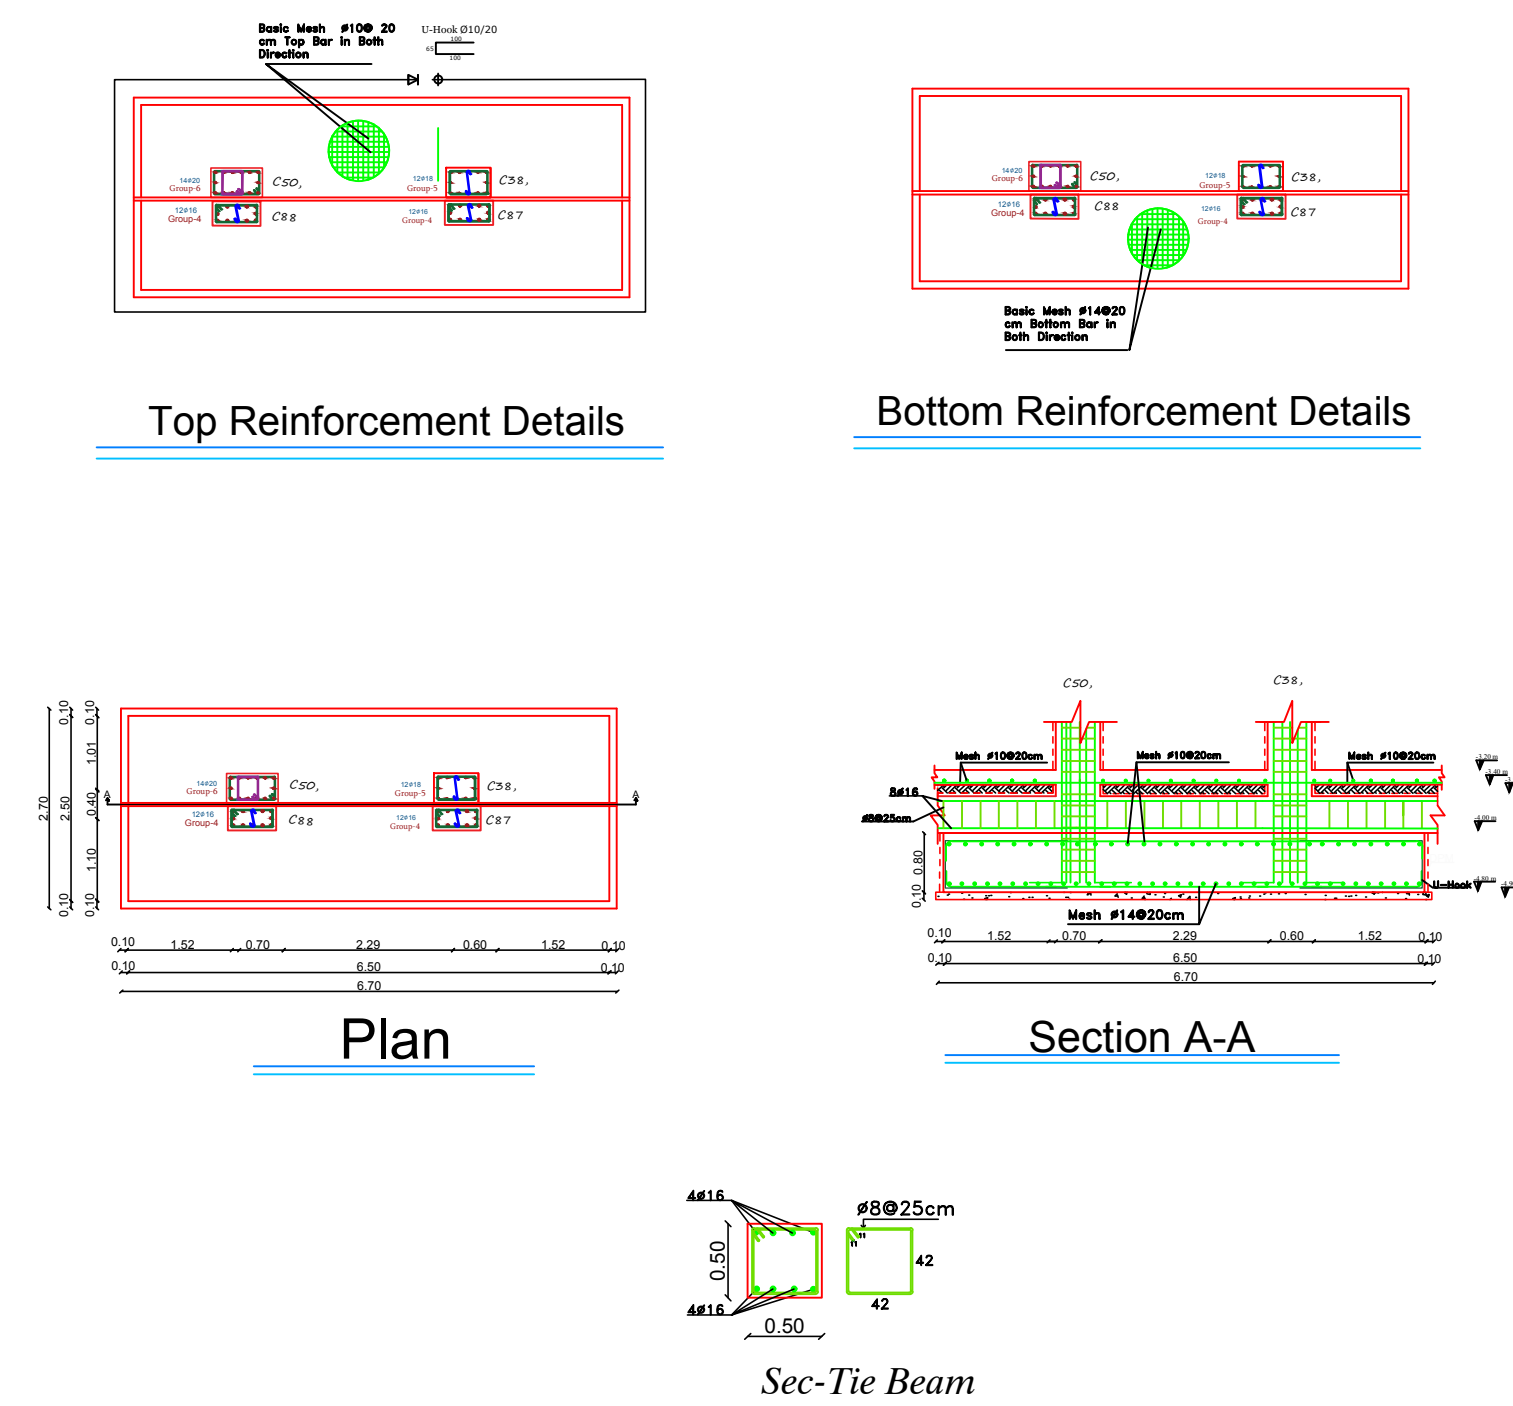 Basic Mesh ø10@ 20
cm Top Bar in Both
Direction
U-Hook Ø10/20
100
65
100
14ø20
Group-6
C50,
12ø18
Group-5
C38,
12ø16
Group-4
C88
12ø16
Group-4
C87
Top Reinforcement Details
14ø20
Group-6
C50,
12ø18
Group-5
C38,
12ø16
Group-4
C88
12ø16
Group-4
C87
Basic Mesh ø14@20
cm Bottom Bar in
Both Direction
Bottom Reinforcement Details
2.70
0.10
2.50
0.10
0.10
1.01
0.40
1.10
0.10
14ø20
Group-6
C50,
12ø18
Group-5
C38,
A
A
12ø16
Group-4
C88
12ø16
Group-4
C87
0.10
1.52
0.70
2.29
0.60
1.52
0.10
0.10
6.50
0.10
6.70
Plan
C50,
C38,
Mesh ø10@20cm
Mesh ø10@20cm
Mesh ø10@20cm
-3.20 m
-3.40 m
8ø16
ø8@25cm
-4.00 m
0.80
0.10
U-Hook
-4.80 m
Mesh ø14@20cm
0.10
1.52
0.70
2.29
0.60
1.52
0.10
0.10
6.50
0.10
6.70
Section A-A
4ø16
0.50
4ø16
0.50
ø8@25cm
" "
42
42
Sec-Tie Beam